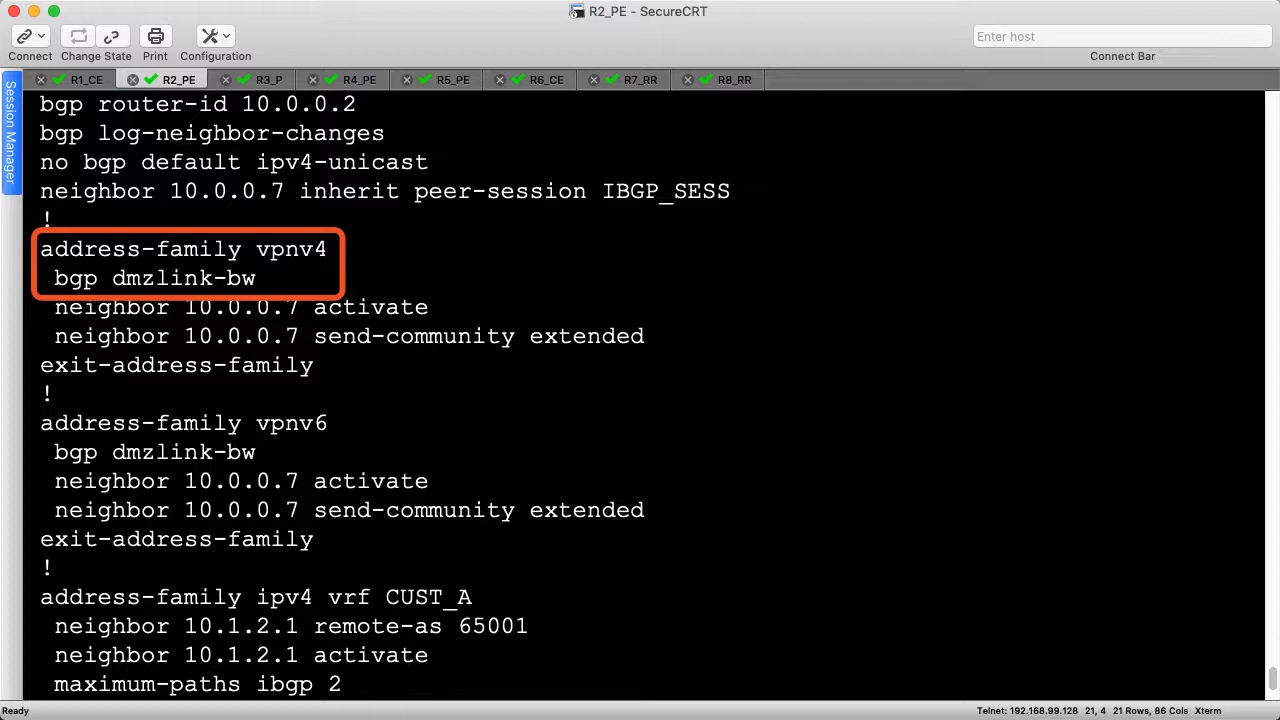 R2_PE - SecureCRT
Connect Change State Print Configuration
Enter host
Connect Bar
Session Manager
R1_CE R2_PE R3_P R4_PE R5_PE R6_CE R7_RR R8_RR
bgp router-id 10.0.0.2
bgp log-neighbor-changes
no bgp default ipv4-unicast
neighbor 10.0.0.7 inherit peer-session IBGP_SESS
!
address-family vpnv4
bgp dmzlink-bw
neighbor 10.0.0.7 activate
neighbor 10.0.0.7 send-community extended
exit-address-family
!
address-family vpnv6
bgp dmzlink-bw
neighbor 10.0.0.7 activate
neighbor 10.0.0.7 send-community extended
exit-address-family
!
address-family ipv4 vrf CUST_A
neighbor 10.1.2.1 remote-as 65001
neighbor 10.1.2.1 activate
maximum-paths ibgp 2
Ready
Telnet: 192.168.99.128 21, 4 21 Rows, 86 Cols Xterm